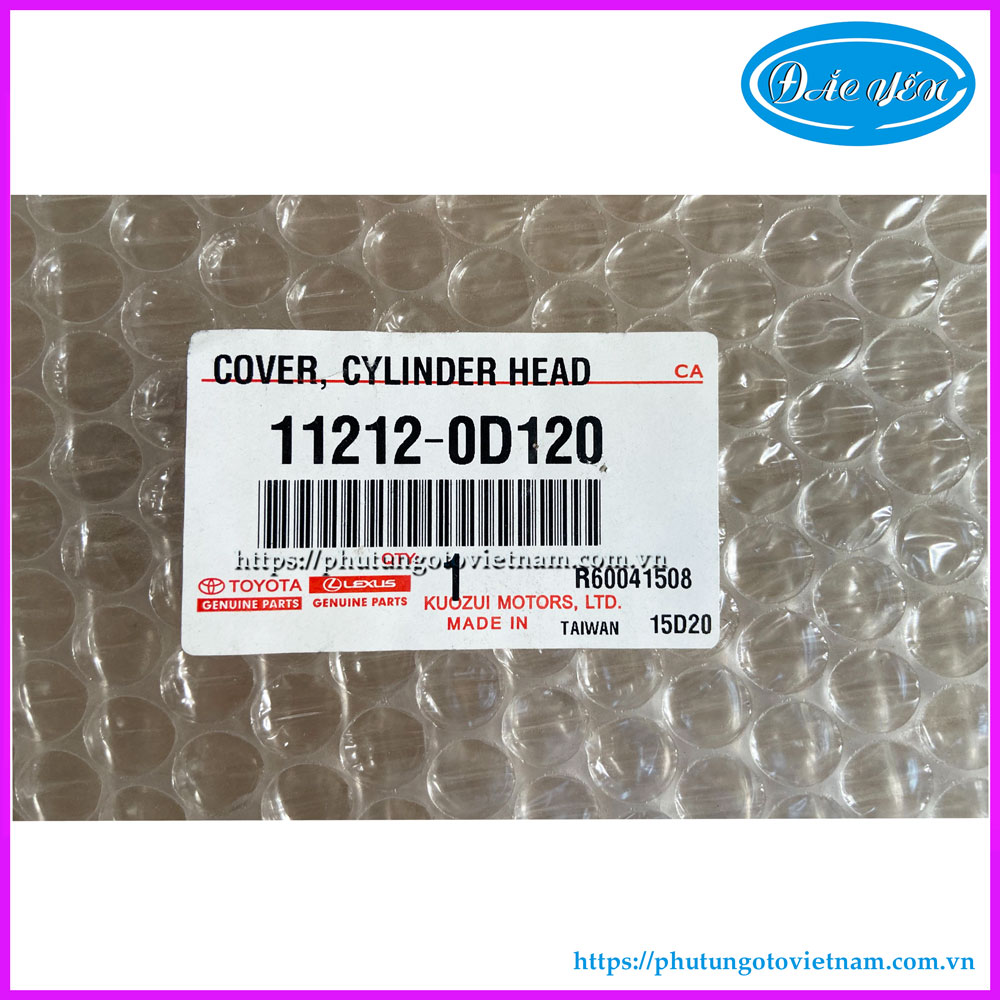 ĐẮC YẾN
COVER, CYLINDER HEAD CA
11212-0D120
https://phutungotovietnam.com.vn
QTY. 1
TOYOTA LEXUS R60041508
GENUINE PARTS GENUINE PARTS KUOZUI MOTORS, LTD.
MADE IN TAIWAN 15D20
https://phutungotovietnam.com.vn